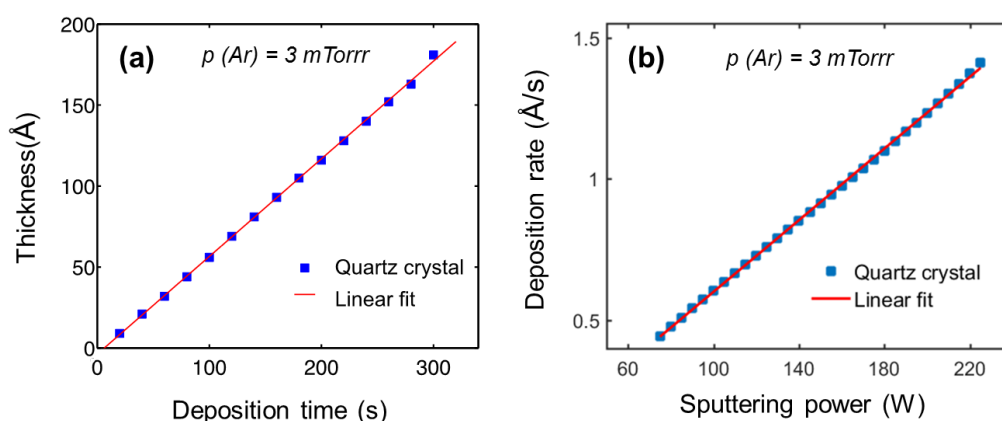 (a)
p (Ar) = 3 mTorrr
200
150
100
50
0
Thickness(Å)
Quartz crystal
Linear fit
0
100
200
300
Deposition time (s)
(b)
p (Ar) = 3 mTorrr
1.5
1
0.5
Deposition rate (Å/s)
Quartz crystal
Linear fit
60
100
140
180
220
Sputtering power (W)